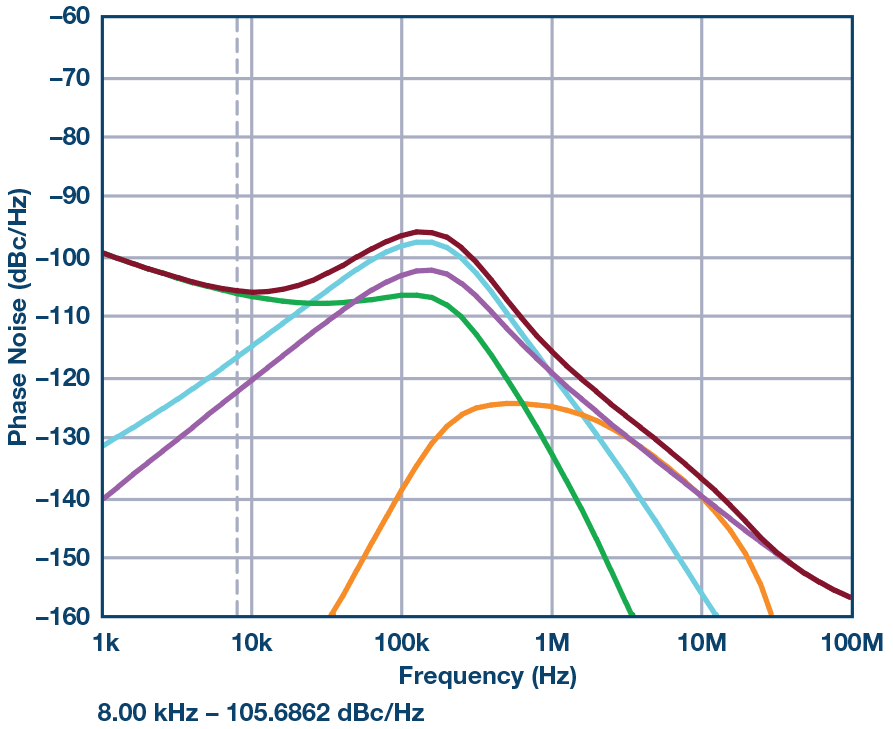 Phase Noise (dBc/Hz)
–60
–70
–80
–90
–100
–110
–120
–130
–140
–150
–160
1k 10k 100k 1M 10M 100M
Frequency (Hz)
8.00 kHz – 105.6862 dBc/Hz